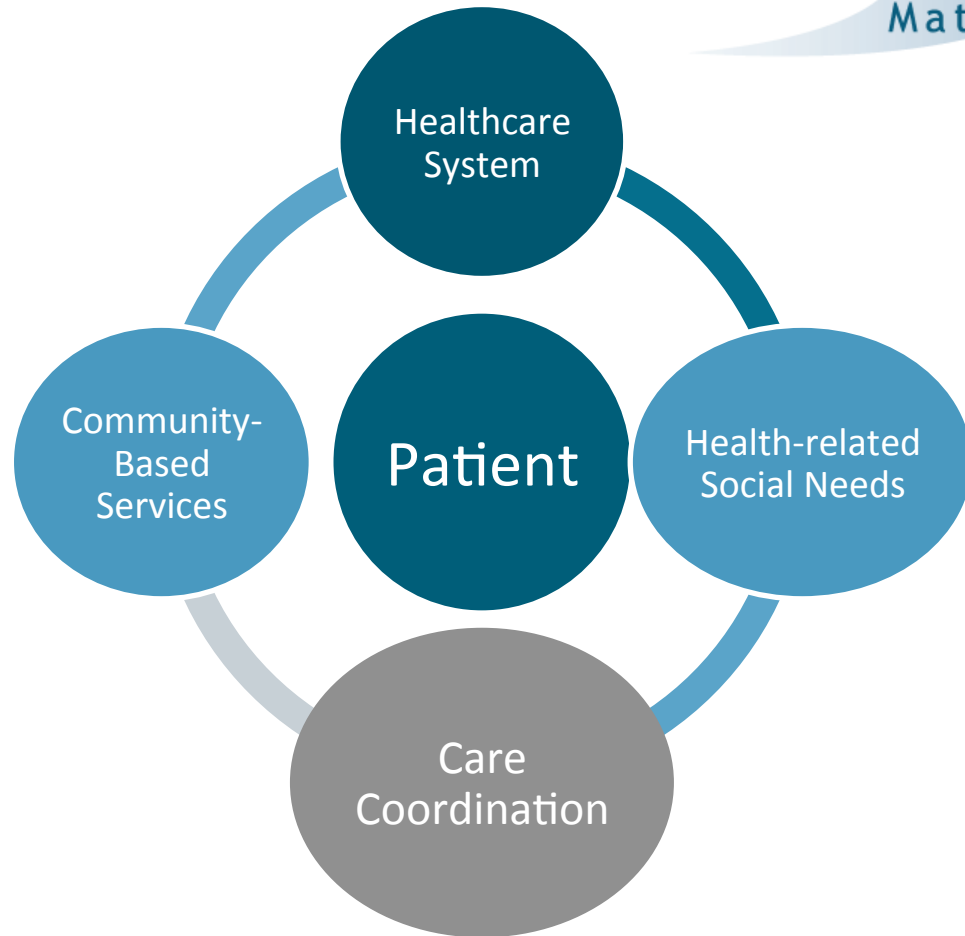 Mat
Healthcare
System
Community-
Based
Services
Patient
Health-related
Social Needs
Care
Coordination